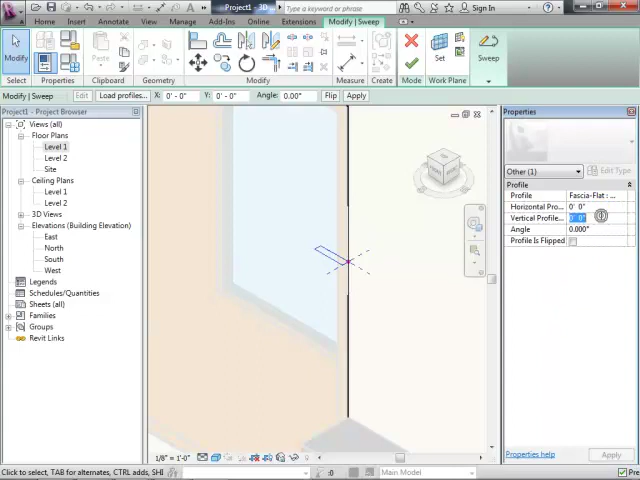 Project1 - 3D
Type a keyword or phrase
Sign In
Architecture Insert Annotate View Manage Add-Ins Online Extensions Modify | Sweep
Modify
Paste
Set
Sweep
Select Properties Clipboard Geometry Modify Measure Create Mode Work Plane
Modify | Sweep Edit Load profiles... X: 0' - 0" Y: 0' - 0" Angle: 0.00° Flip Apply
Project1 - Project Browser
Views (all)
Floor Plans
Level 1
Level 2
Site
Ceiling Plans
Level 1
Level 2
3D Views
Elevations (Building Elevation)
East
North
South
West
Legends
Schedules/Quantities
Sheets (all)
Families
Groups
Revit Links
Properties
Other (1) Edit Type
Profile
Profile Fascia-Flat : ...
Horizontal Pro... 0' 0"
Vertical Profile... 0' 0"
Angle 0.000°
Profile Is Flipped
Properties help Apply
1/8" = 1'-0"
Click to select, TAB for alternates, CTRL adds, SHI :0 Main Model Pre